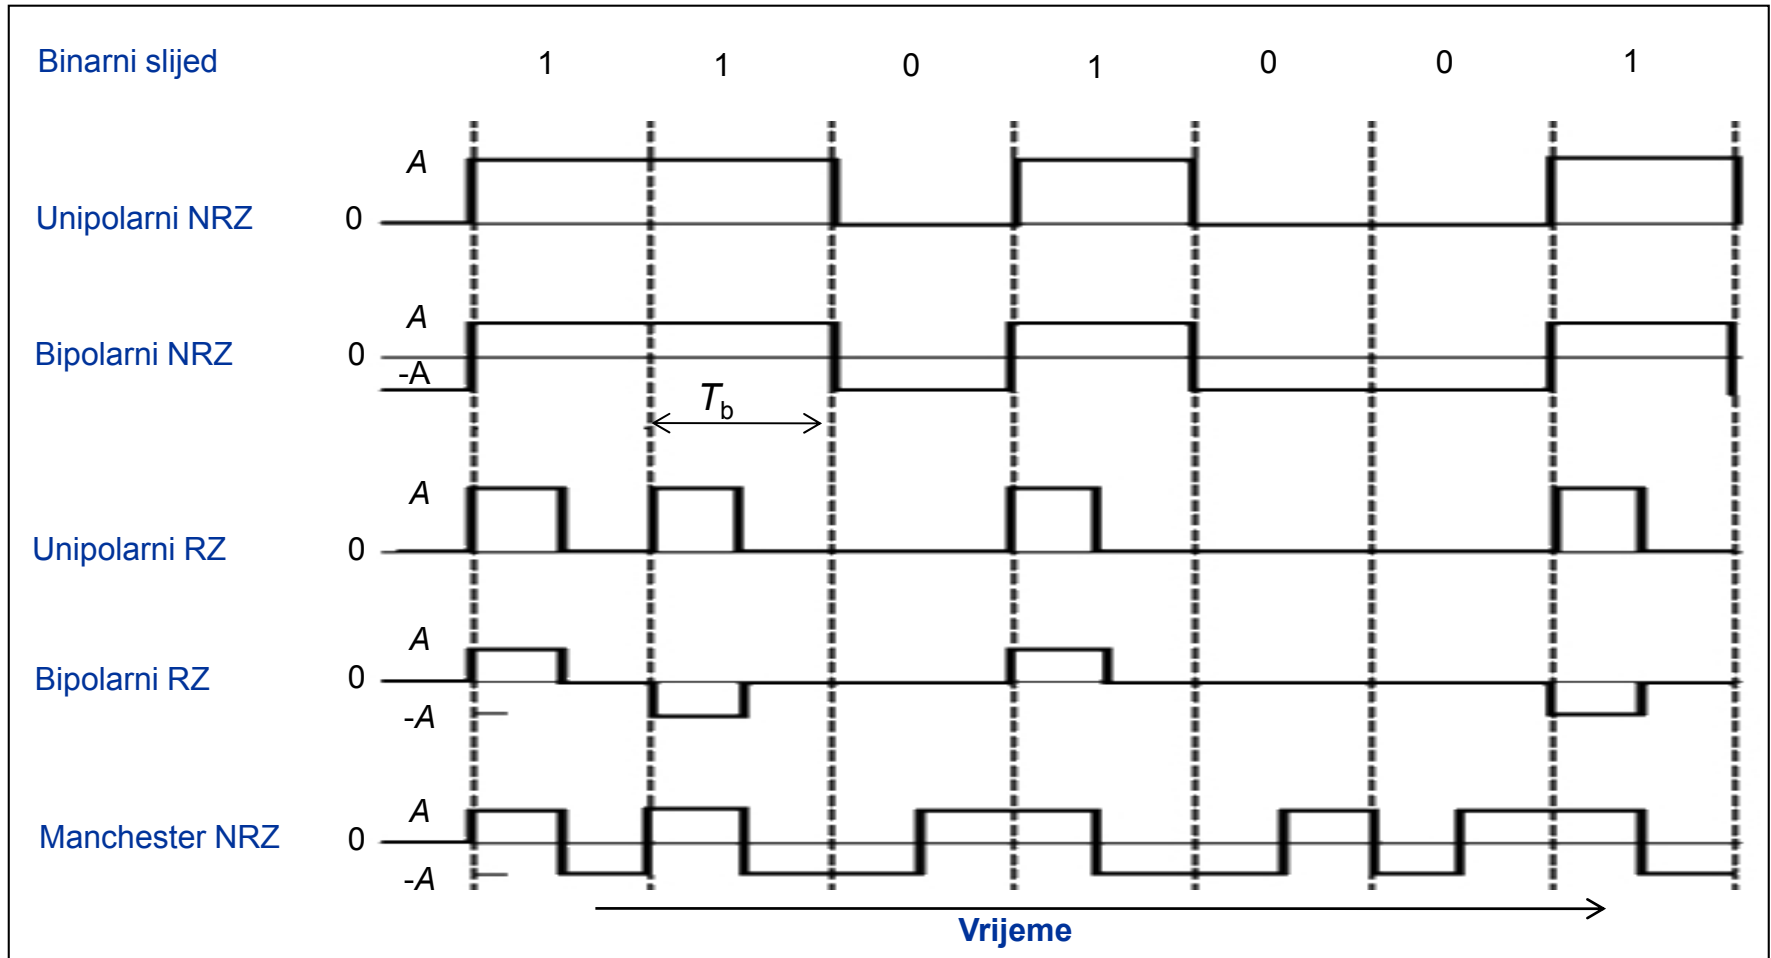 Binarni slijed 1 1 0 1 0 0 1
A
Unipolarni NRZ 0
A
Bipolarni NRZ 0
-A
Tb
A
Unipolarni RZ 0
A
Bipolarni RZ 0
-A
A
Manchester NRZ 0
-A
Vrijeme